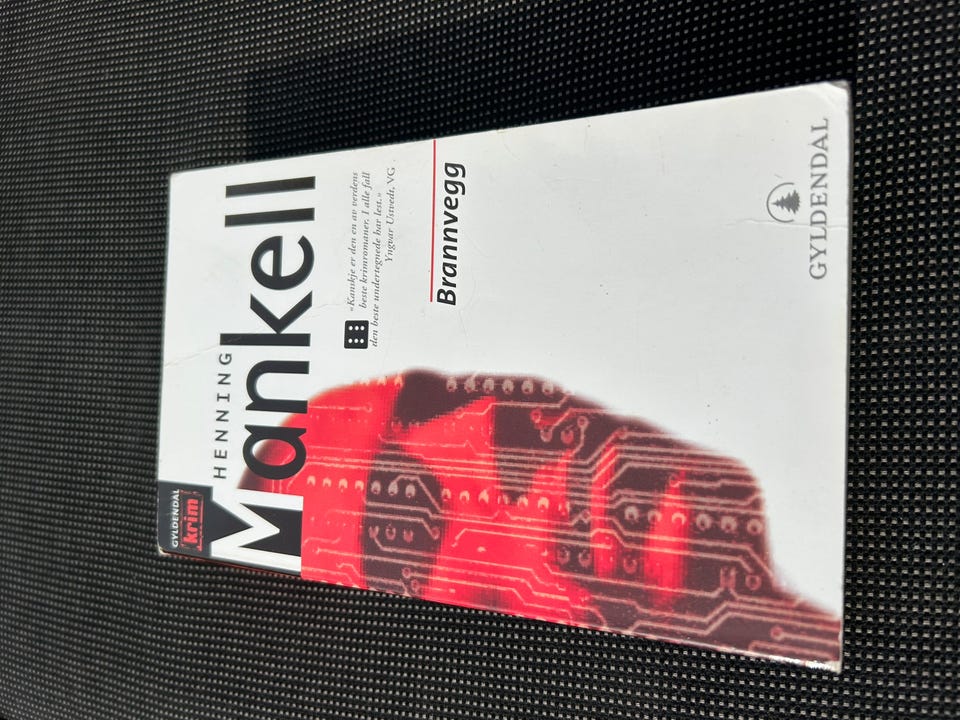 GYLDENDAL
krim
HENNING
Mankell
«Kanskje er den en av verdens
beste krimromaner. I alle fall
den beste undertegnede har lest.»
Yngvar Ustvedt, VG
Brannvegg
GYLDENDAL